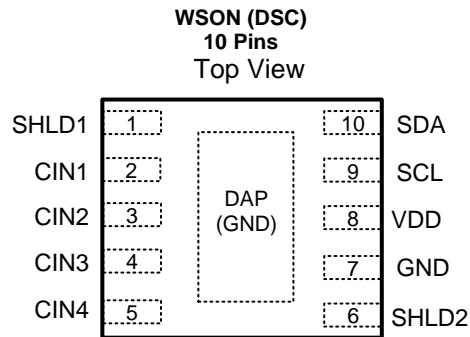 WSON (DSC)
10 Pins
Top View
SHLD1 1 10 SDA
CIN1 2 9 SCL
CIN2 3 DAP 8 VDD
(GND)
CIN3 4 7 GND
CIN4 5 6 SHLD2